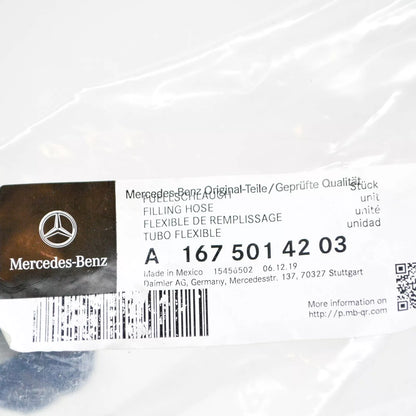 Mercedes-Benz
Mercedes-Benz Original-Teile/Geprüfte Qualität
FUELLSCHLAUCH Stück
FILLING HOSE unit
FLEXIBLE DE REMPLISSAGE unité
TUBO FLEXIBLE unidad
A 167 501 42 03
Made in Mexico 15458502 06.12.19
Daimler AG, Germany, Mercedesstr. 137, 70327 Stuttgart
More information on
http://p.mb-qr.com/